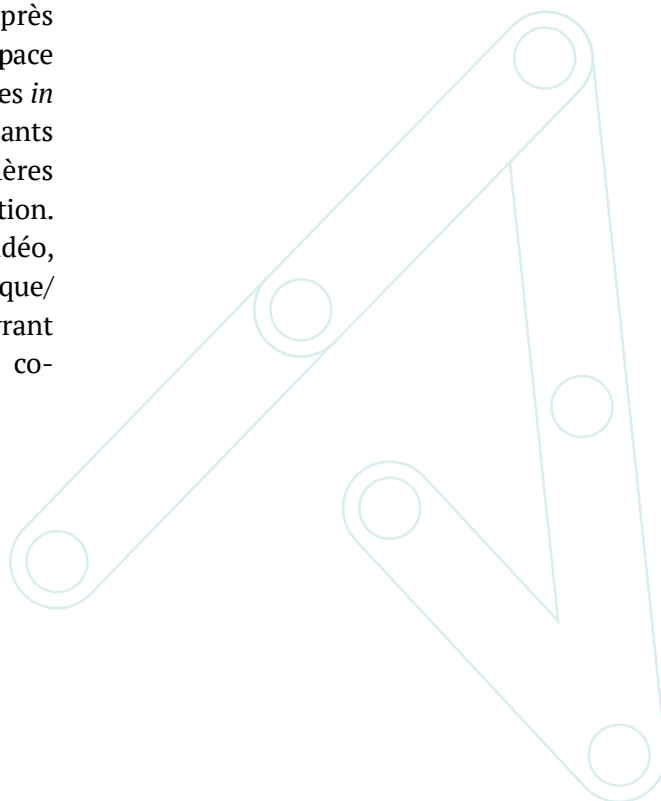 près
pace
es in
ants
ères
tion.
déo,
que/
rant
co-